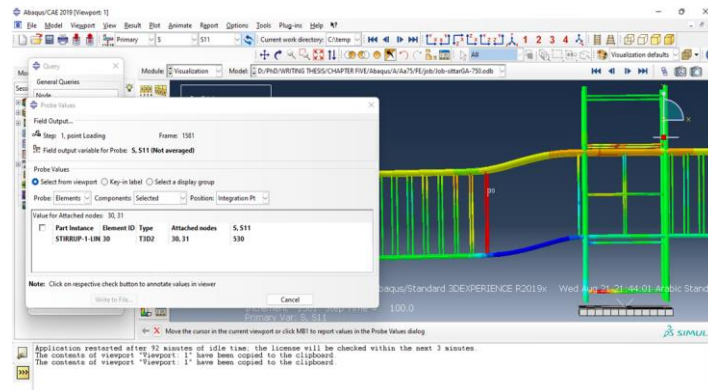 Abaqus/CAE 2019 [Viewport: 1]
File Model Viewport View Result Plot Animate Report Options Tools Plug-ins Help
Primary S S11 Current work directory: C:\temp 1 2 3 4
All Visualization defaults
Module: Visualization Model: D:/PhD/WRITING THESIS/CHAPTER FIVE/Abaqus/A/Aa75/FE/job/Job-sittarGA-750.odb
Query
General Queries
Node
Probe Values
Field Output...
Step: 1, point Loading Frame: 1581
Field output variable for Probe: S, S11 (Not averaged)
Probe Values
Select from viewport Key-in label Select a display group
Probe: Elements Components: Selected Position: Integration Pt
Value for Attached nodes: 30, 31
Part Instance Element ID Type Attached nodes S, S11
STIRRUP-1-LIN 30 T3D2 30, 31 530
Note: Click on respective check button to annotate values in viewer
Write to File... Cancel
baqus/Standard 3DEXPERIENCE R2019x Wed Aug 21 21:44:01 Arabic Stand
100.0
Primary Var: S, S11
Move the cursor in the current viewport or click MB1 to report values in the Probe Values dialog
SIMUL
Application restarted after 92 minutes of idle time; the license will be checked within the next 3 minutes.
The contents of viewport "Viewport: 1" have been copied to the clipboard.
The contents of viewport "Viewport: 1" have been copied to the clipboard.